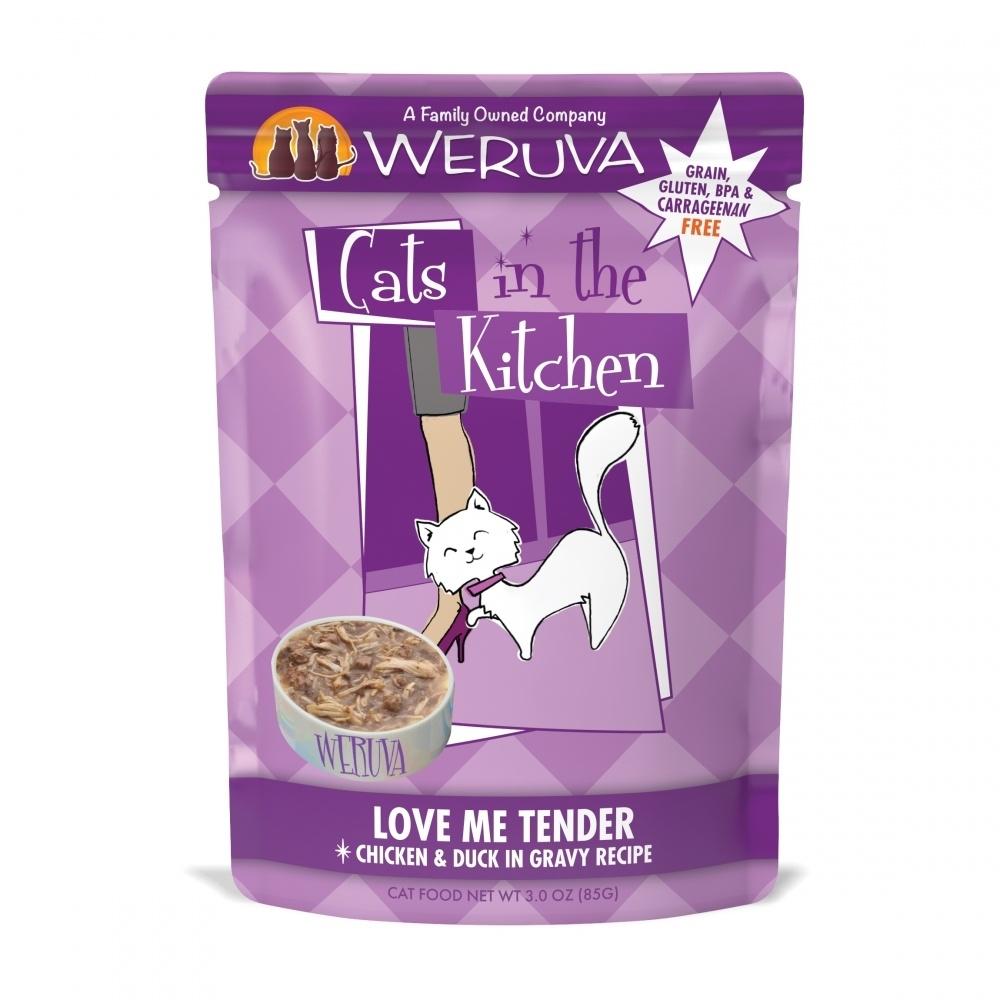 A Family Owned Company
WERUVA
GRAIN,
GLUTEN, BPA &
CARRAGEENAN
FREE
Cats in the
Kitchen
WERUVA
LOVE ME TENDER
* CHICKEN & DUCK IN GRAVY RECIPE
CAT FOOD NET WT 3.0 OZ (85G)